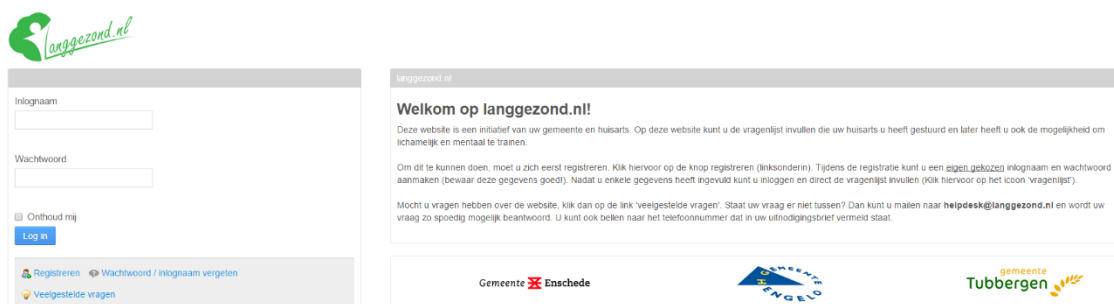 Langgezond.nl
Inlognaam
Wachtwoord
Onthoud mij
Log in
Registreren Wachtwoord / inlognaam vergeten
Veelgestelde vragen
langgezond.nl
Welkom op langgezond.nl!
Deze website is een initiatief van uw gemeente en huisarts. Op deze website kunt u de vragenlijst invullen die uw huisarts u heeft gestuurd en later heeft u ook de mogelijkheid om
lichamelijk en mentaal te trainen.
Om dit te kunnen doen, moet u zich eerst registreren. Klik hiervoor op de knop registreren (linksonderin). Tijdens de registratie kunt u een eigen gekozen inlognaam en wachtwoord
aanmaken (bewaar deze gegevens goed!). Nadat u enkele gegevens heeft ingevuld kunt u inloggen en direct de vragenlijst invullen (Klik hiervoor op het icoon 'vragenlijst').
Mocht u vragen hebben over de website, klik dan op de link 'veelgestelde vragen'. Staat uw vraag er niet tussen? Dan kunt u mailen naar helpdesk@langgezond.nl en wordt uw
vraag zo spoedig mogelijk beantwoord. U kunt ook bellen naar het telefoonnummer dat in uw uitnodigingsbrief vermeld staat.
Gemeente Enschede
GEMEENTE
HENGELO
gemeente
Tubbergen